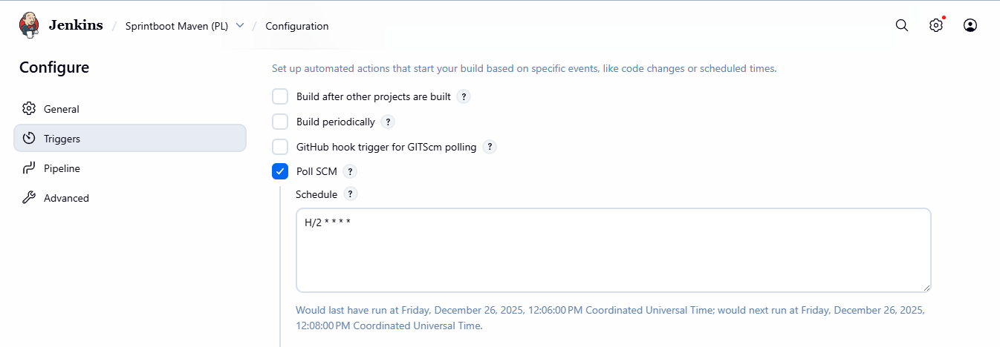 Jenkins / Sprintboot Maven (PL) / Configuration
Configure
General
Triggers
Pipeline
Advanced
Set up automated actions that start your build based on specific events, like code changes or scheduled times.
Build after other projects are built ?
Build periodically ?
GitHub hook trigger for GITScm polling ?
Poll SCM ?
Schedule ?
H/2 * * * *
Would last have run at Friday, December 26, 2025, 12:06:00 PM Coordinated Universal Time; would next run at Friday, December 26, 2025,
12:08:00 PM Coordinated Universal Time.